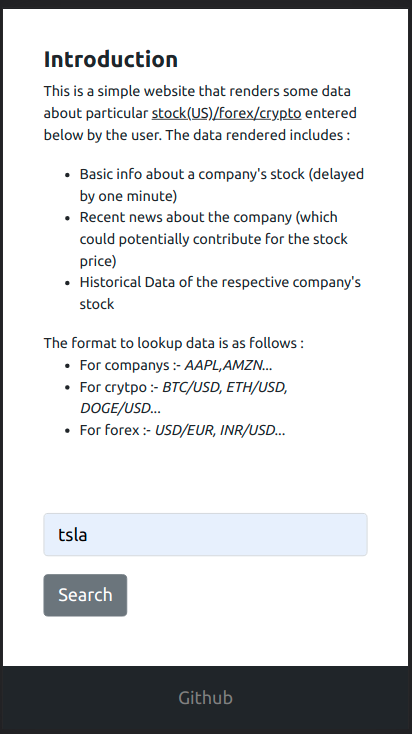 Introduction
This is a simple website that renders some data
about particular stock(US)/forex/crypto entered
below by the user. The data rendered includes :
• Basic info about a company's stock (delayed
by one minute)
• Recent news about the company (which
could potentially contribute for the stock
price)
• Historical Data of the respective company's
stock
The format to lookup data is as follows :
• For companys :- AAPL,AMZN...
• For crytpo :- BTC/USD, ETH/USD,
DOGE/USD...
• For forex :- USD/EUR, INR/USD...
tsla
Search
Github